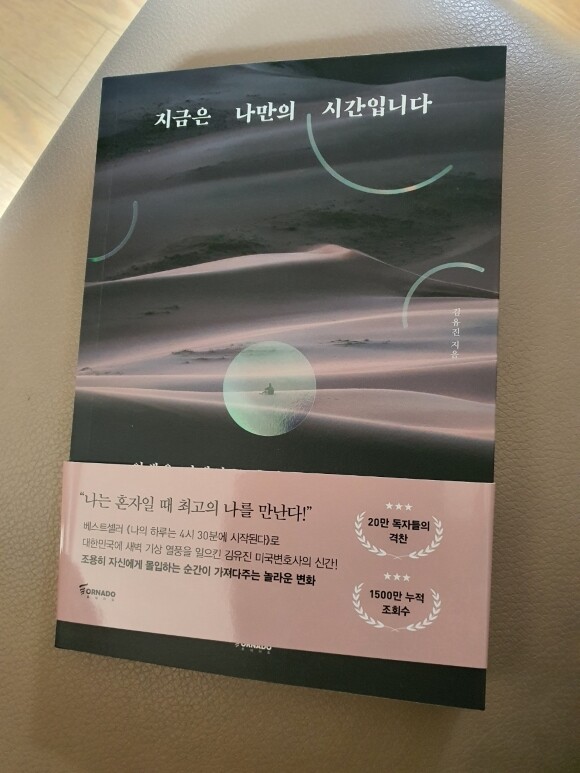 지금은 나만의 시간입니다
김유진 지음
“나는 혼자일 때 최고의 나를 만난다!”
베스트셀러 《나의 하루는 4시 30분에 시작된다》로
대한민국에 새벽 기상 열풍을 일으킨 김유진 미국변호사의 신간!
조용히 자신에게 몰입하는 순간이 가져다주는 놀라운 변화
TORNADO
20만 독자들의
격찬
1500만 누적
조회수
TORNADO